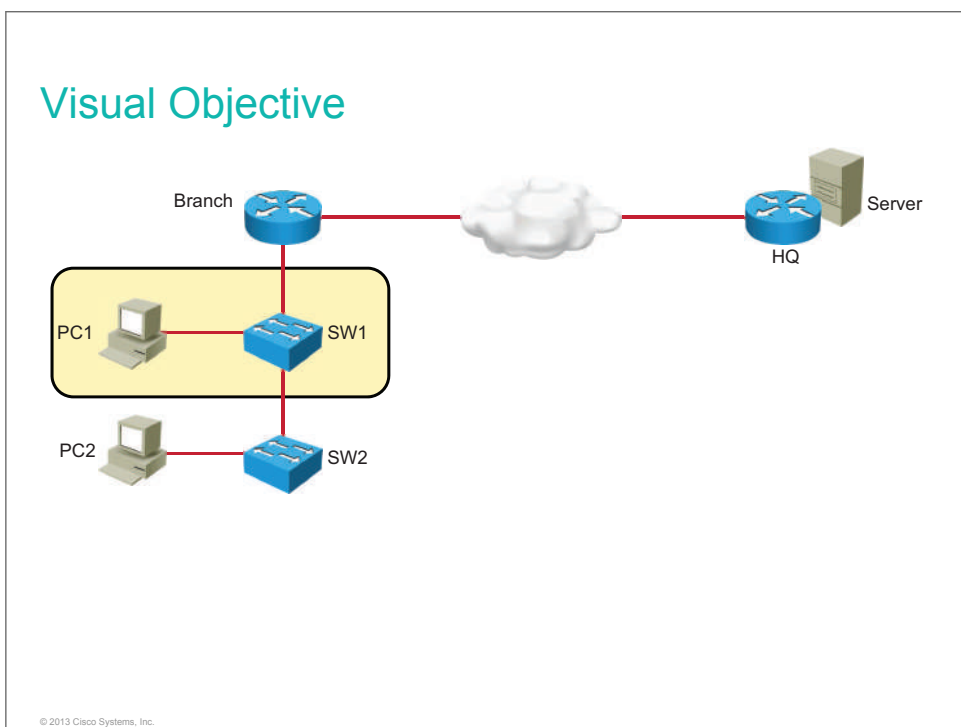 Visual Objective
Branch
Server
HQ
PC1
SW1
PC2
SW2
© 2013 Cisco Systems, Inc.